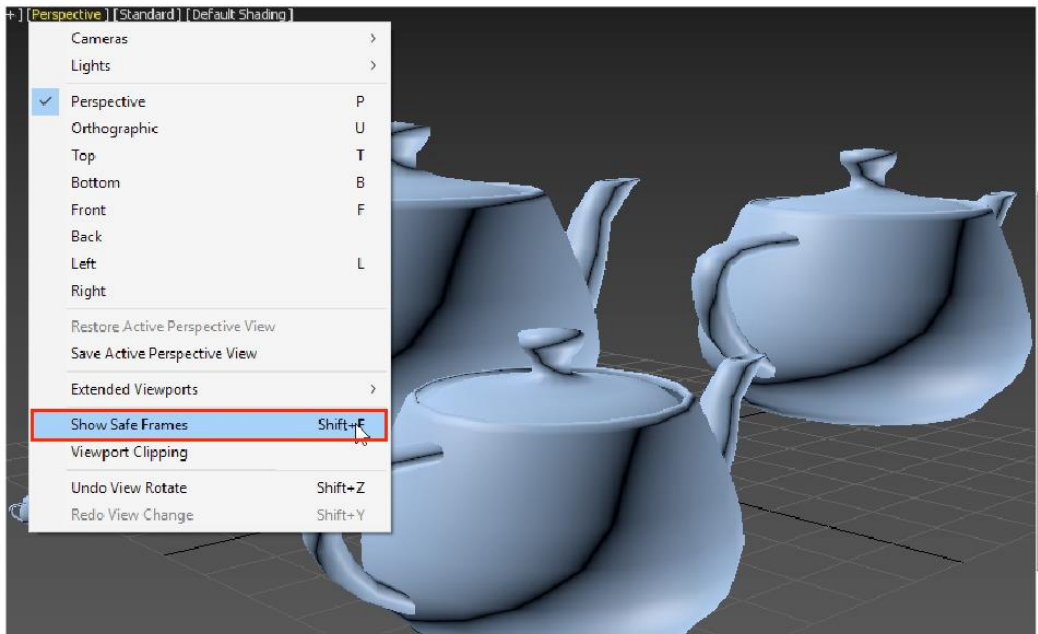 + ] [Perspective ] [Standard ] [Default Shading ]
Cameras >
Lights >
✓ Perspective P
Orthographic U
Top T
Bottom B
Front F
Back
Left L
Right
Restore Active Perspective View
Save Active Perspective View
Extended Viewports >
Show Safe Frames Shift+F
Viewport Clipping
Undo View Rotate Shift+Z
Redo View Change Shift+Y